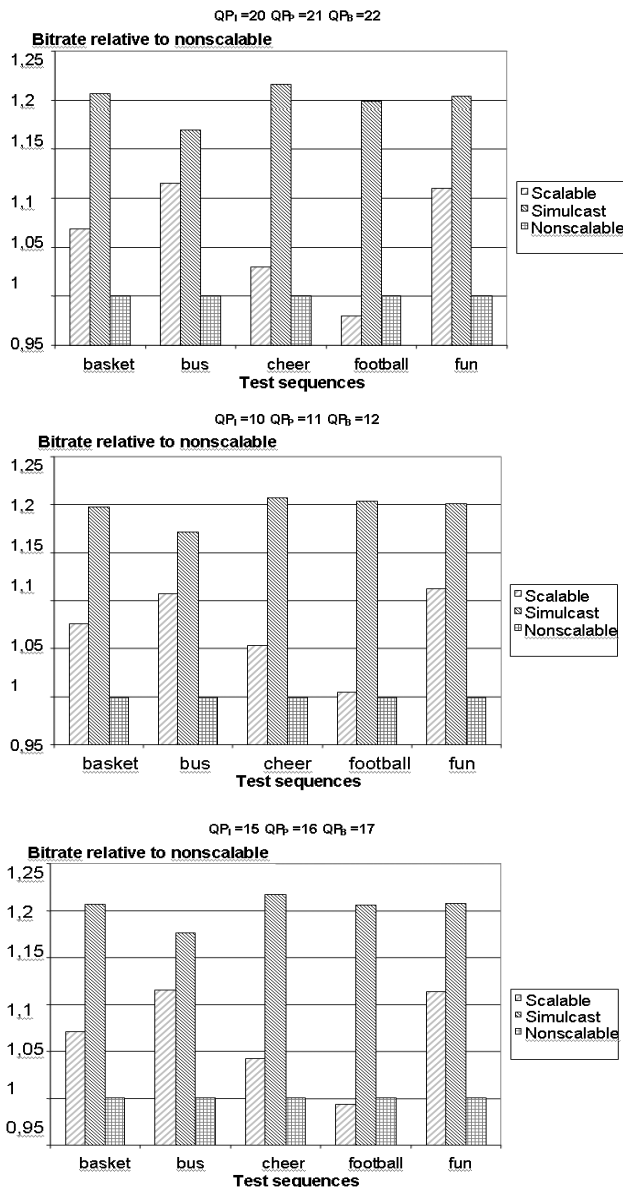 QPI =20 QPP =21 QPB =22
Bitrate relative to nonscalable
1,25
1,2
1,15
1,1
1,05
1
0,95
basket bus cheer football fun
Test sequences
Scalable
Simulcast
Nonscalable
QPI =10 QPP =11 QPB =12
Bitrate relative to nonscalable
1,25
1,2
1,15
1,1
1,05
1
0,95
basket bus cheer football fun
Test sequences
Scalable
Simulcast
Nonscalable
QPI =15 QPP =16 QPB =17
Bitrate relative to nonscalable
1,25
1,2
1,15
1,1
1,05
1
0,95
basket bus cheer football fun
Test sequences
Scalable
Simulcast
Nonscalable